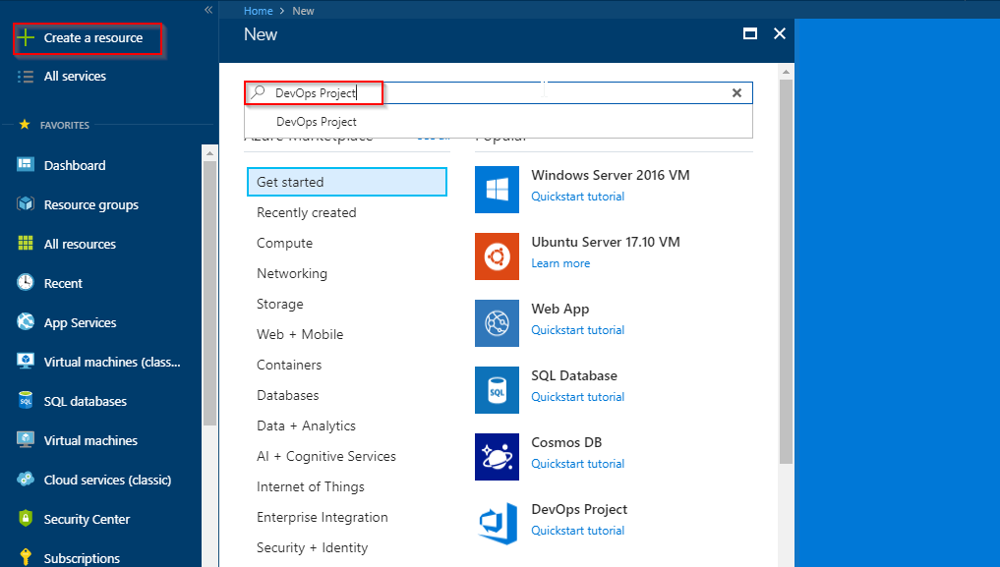 Home > New
New
Create a resource
All services
FAVORITES
Dashboard
Resource groups
All resources
Recent
App Services
Virtual machines (class...
SQL databases
Virtual machines
Cloud services (classic)
Security Center
Subscriptions
DevOps Project
DevOps Project
Azure Marketplace
Popular
Get started
Recently created
Compute
Networking
Storage
Web + Mobile
Containers
Databases
Data + Analytics
AI + Cognitive Services
Internet of Things
Enterprise Integration
Security + Identity
Windows Server 2016 VM
Quickstart tutorial
Ubuntu Server 17.10 VM
Learn more
Web App
Quickstart tutorial
SQL
SQL Database
Quickstart tutorial
Cosmos DB
Quickstart tutorial
DevOps Project
Quickstart tutorial